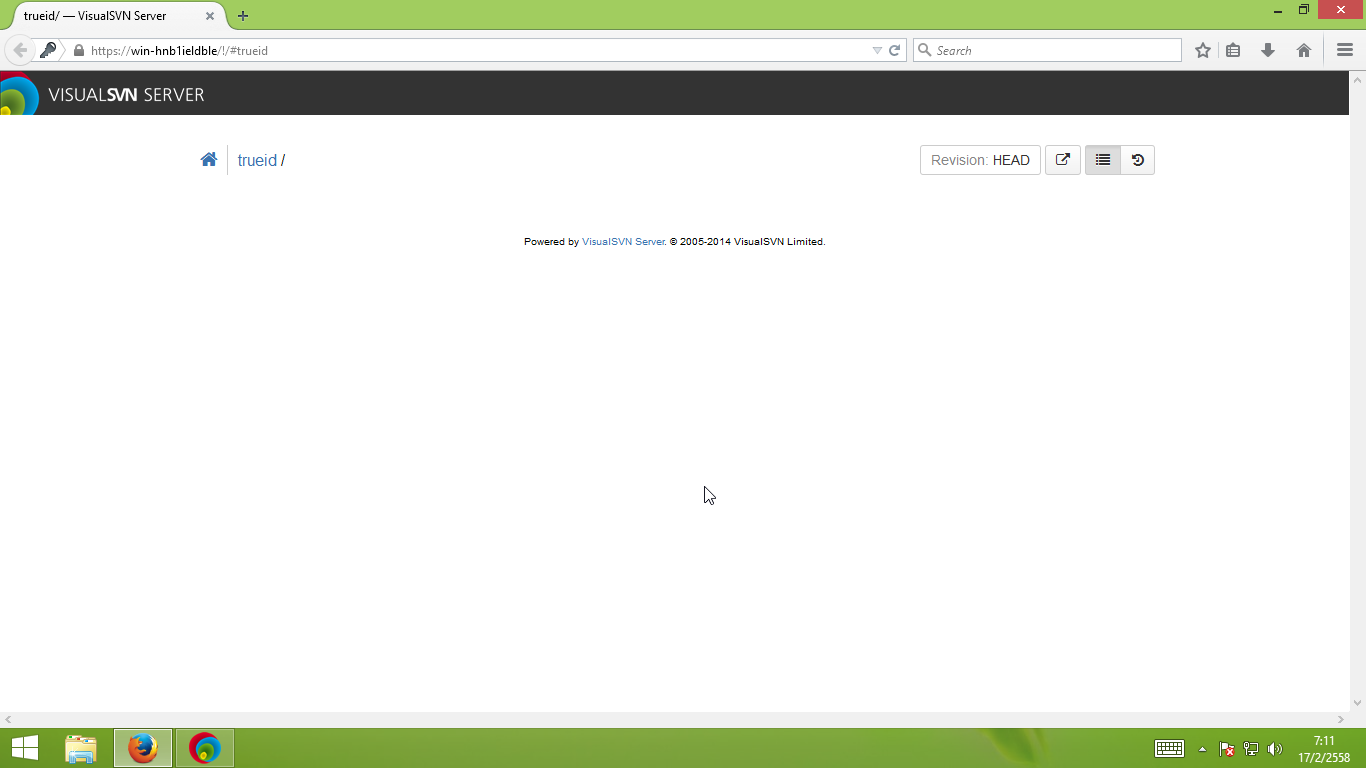 trueid/ — VisualSVN Server
https://win-hnb1ieldble/!/#trueid
Search
VISUALSVN SERVER
trueid /
Revision: HEAD
Powered by VisualSVN Server. © 2005-2014 VisualSVN Limited.
7:11
17/2/2558